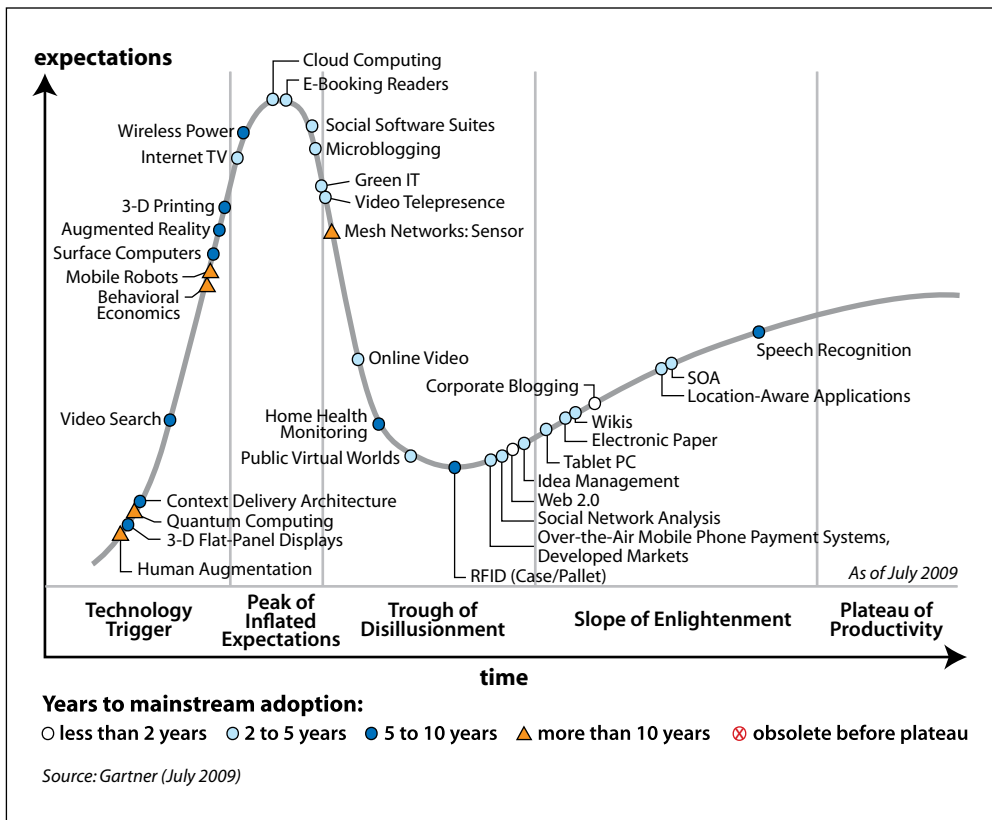 expectations
Cloud Computing
E-Booking Readers
Wireless Power
Social Software Suites
Internet TV
Microblogging
Green IT
Video Telepresence
3-D Printing
Augmented Reality
Mesh Networks: Sensor
Surface Computers
Mobile Robots
Behavioral
Economics
Online Video
Speech Recognition
Corporate Blogging
SOA
Location-Aware Applications
Video Search
Home Health
Monitoring
Wikis
Electronic Paper
Public Virtual Worlds
Tablet PC
Idea Management
Web 2.0
Social Network Analysis
Over-the-Air Mobile Phone Payment Systems,
Developed Markets
Context Delivery Architecture
Quantum Computing
3-D Flat-Panel Displays
Human Augmentation
RFID (Case/Pallet)
As of July 2009
Technology
Trigger
Peak of
Inflated
Expectations
Trough of
Disillusionment
Slope of Enlightenment
Plateau of
Productivity
time
Years to mainstream adoption:
less than 2 years 2 to 5 years 5 to 10 years more than 10 years obsolete before plateau
Source: Gartner (July 2009)